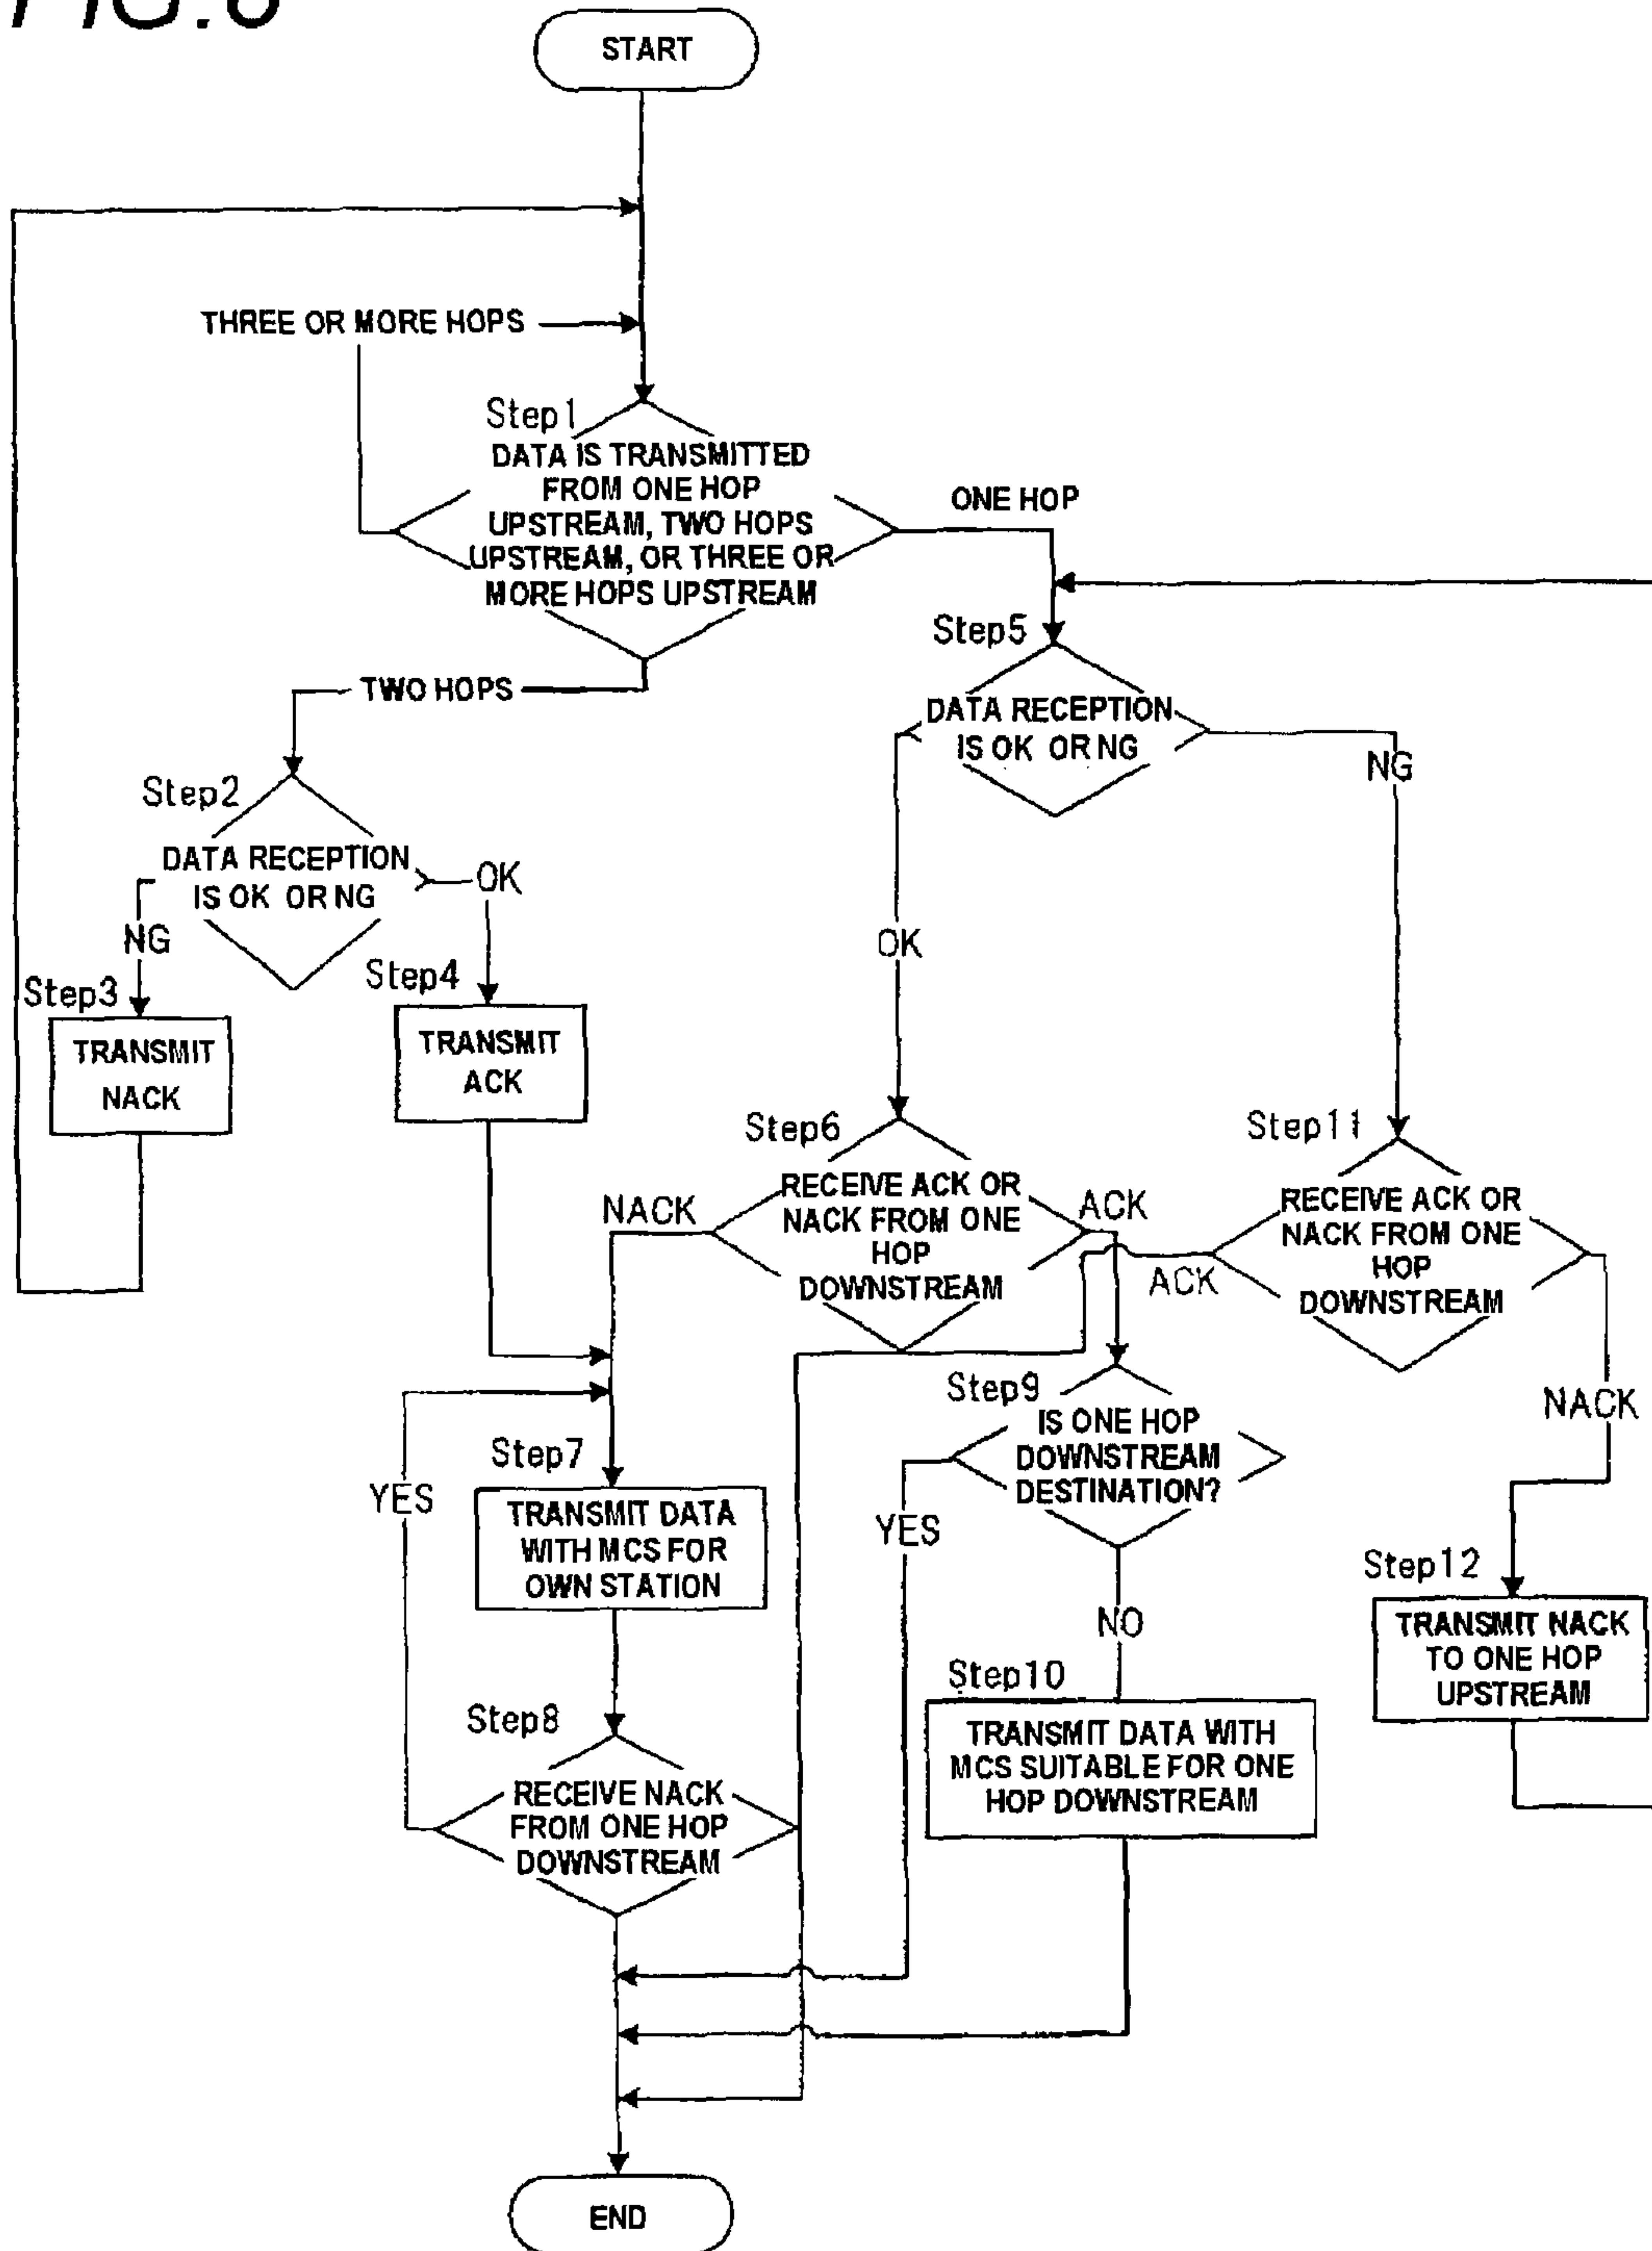 START
THREE OR MORE HOPS
Step1
DATA IS TRANSMITTED
FROM ONE HOP
UPSTREAM, TWO HOPS
UPSTREAM, OR THREE OR
MORE HOPS UPSTREAM
ONE HOP
TWO HOPS
Step5
DATA RECEPTION
IS OK OR NG
NG
OK
Step2
DATA RECEPTION
IS OK OR NG
OK
NG
Step3
TRANSMIT
NACK
Step4
TRANSMIT
ACK
Step6
RECEIVE ACK OR
NACK FROM ONE
HOP
DOWNSTREAM
NACK
ACK
Step11
RECEIVE ACK OR
NACK FROM ONE
HOP
DOWNSTREAM
ACK
NACK
Step9
IS ONE HOP
DOWNSTREAM
DESTINATION?
YES
NO
Step7
TRANSMIT DATA
WITH MCS FOR
OWN STATION
YES
Step8
RECEIVE NACK
FROM ONE HOP
DOWNSTREAM
Step10
TRANSMIT DATA WITH
MCS SUITABLE FOR ONE
HOP DOWNSTREAM
Step12
TRANSMIT NACK
TO ONE HOP
UPSTREAM
END